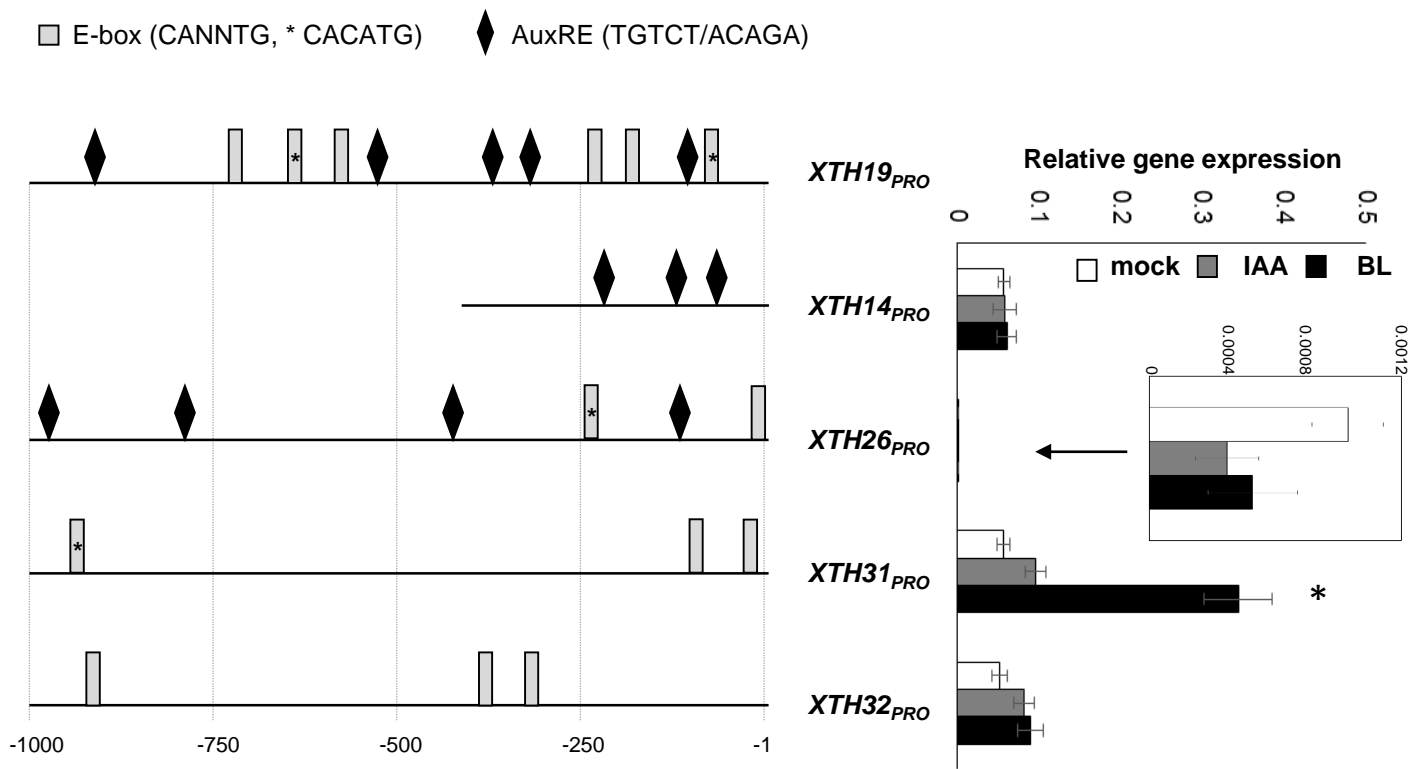 E-box (CANNTG, * CACATG) AuxRE (TGTCT/ACAGA)
* *
XTH19PRO
Relative gene expression
0 0.1 0.2 0.3 0.4 0.5
mock IAA BL
XTH14PRO
0 0.0004 0.0008 0.0012
*
XTH26PRO
*
XTH31PRO
*
XTH32PRO
-1000 -750 -500 -250 -1